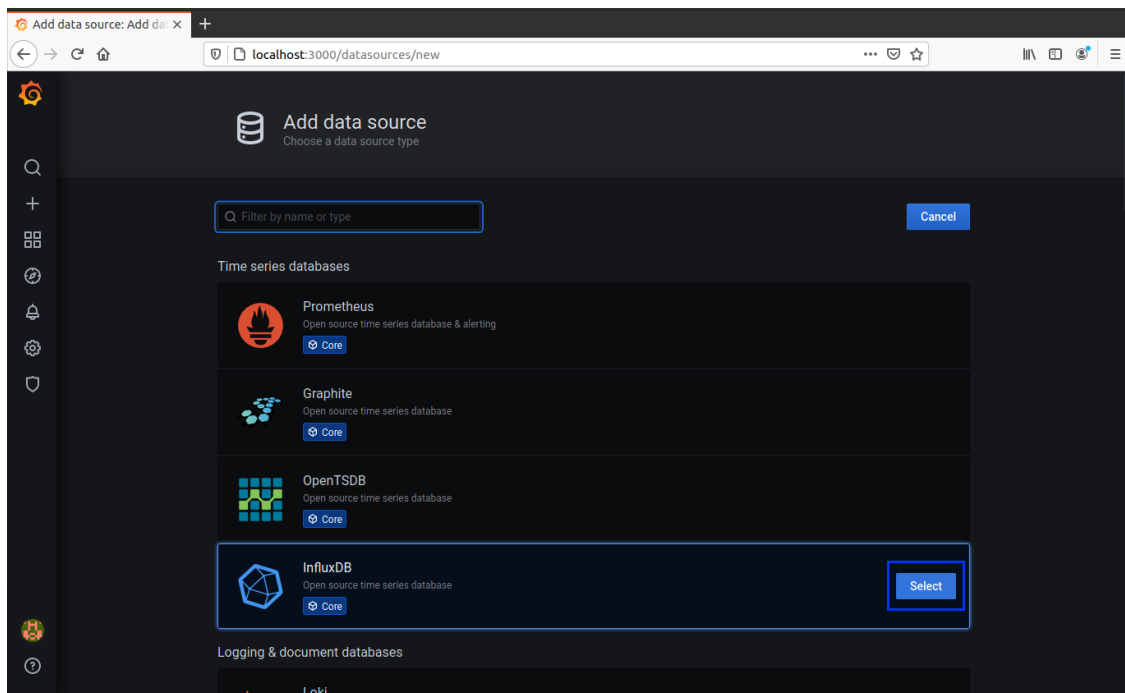 Add data source: Add dat
localhost:3000/datasources/new
Add data source
Choose a data source type
Filter by name or type
Cancel
Time series databases
Prometheus
Open source time series database & alerting
Core
Graphite
Open source time series database
Core
OpenTSDB
Open source time series database
Core
InfluxDB
Open source time series database
Core
Select
Logging & document databases
Loki